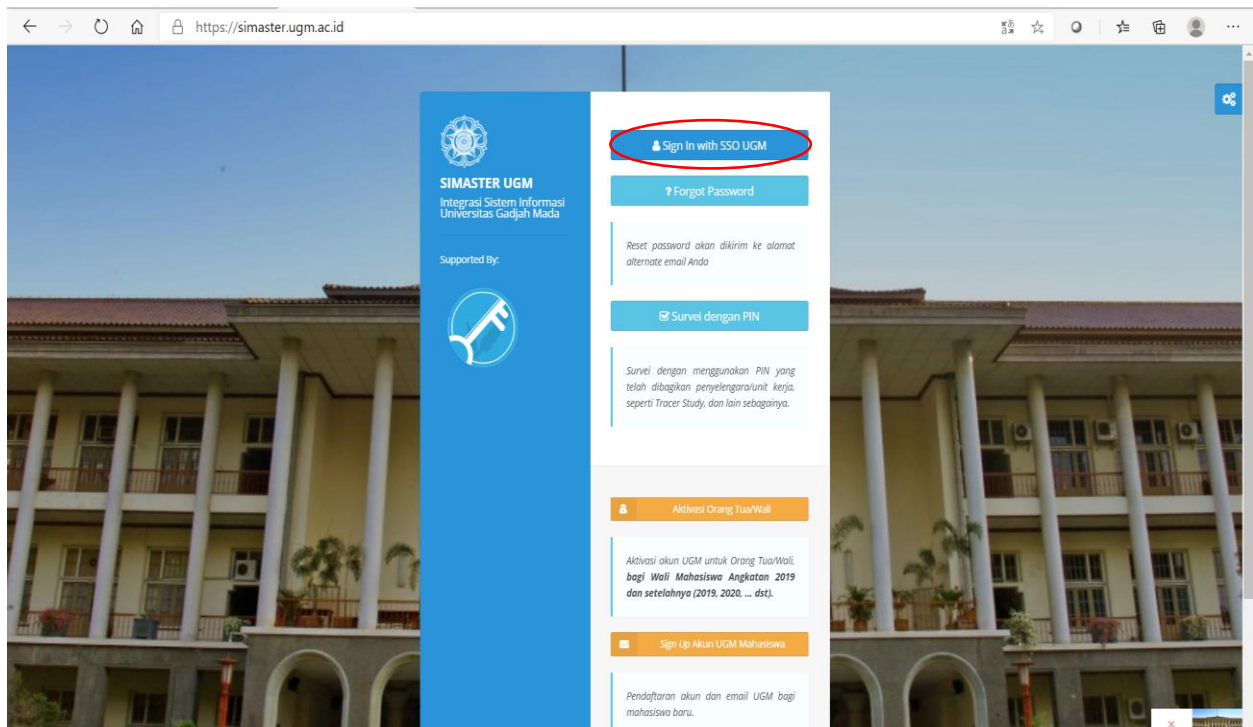 https://simaster.ugm.ac.id
Sign In with SSO UGM
SIMASTER UGM
Integrasi Sistem Informasi
Universitas Gadjah Mada
Supported By:
? Forgot Password
Reset password akan dikirim ke alamat
alternate email Anda
Survei dengan PIN
Survei dengan menggunakan PIN yang
telah dibagikan penyelengara/unit kerja,
seperti Tracer Study, dan lain sebagainya.
Aktivasi Orang Tua/Wali
Aktivasi akun UGM untuk Orang Tua/Wali,
bagi Wali Mahasiswa Angkatan 2019
dan setelahnya (2019, 2020, ... dst).
Sign Up Akun UGM Mahasiswa
Pendaftaran akun dan email UGM bagi
mahasiswa baru.